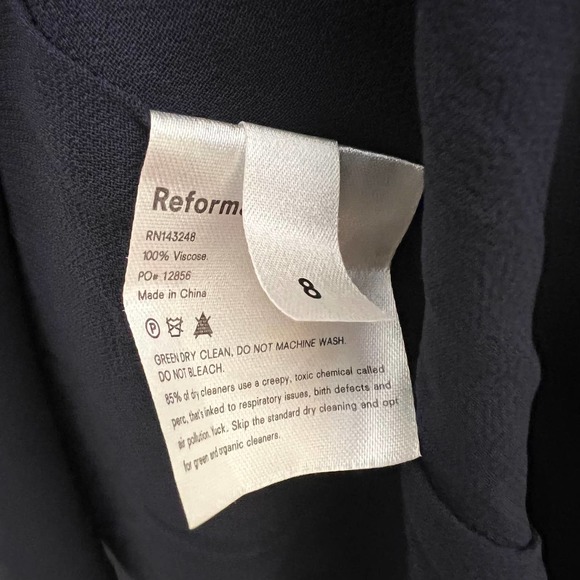 Reform
8
RN143248
100% Viscose.
PO# 12856
Made in China
P
GREEN DRY CLEAN, DO NOT MACHINE WASH.
DO NOT BLEACH.
85% of dry cleaners use a creepy, toxic chemical called
perc, that's inked to respiratory issues, birth defects and
air pollution. Yuck. Skip the standard dry cleaning and opt
for green and organic cleaners.